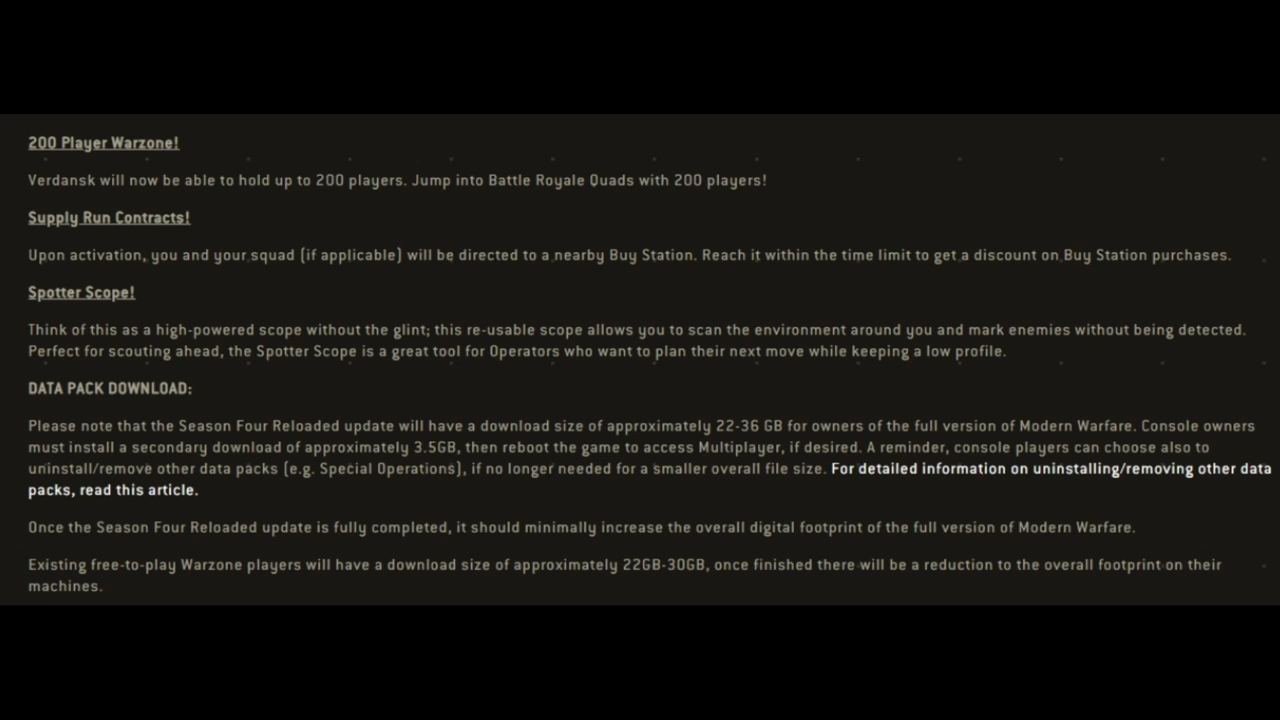 200 Player Warzone!
Verdansk will now be able to hold up to 200 players. Jump into Battle Royale Quads with 200 players!
Supply Run Contracts!
Upon activation, you and your squad (if applicable) will be directed to a nearby Buy Station. Reach it within the time limit to get a discount on Buy Station purchases.
Spotter Scope!
Think of this as a high-powered scope without the glint; this re-usable scope allows you to scan the environment around you and mark enemies without being detected.
Perfect for scouting ahead, the Spotter Scope is a great tool for Operators who want to plan their next move while keeping a low profile.
DATA PACK DOWNLOAD:
Please note that the Season Four Reloaded update will have a download size of approximately 22-36 GB for owners of the full version of Modern Warfare. Console owners
must install a secondary download of approximately 3.5GB, then reboot the game to access Multiplayer, if desired. A reminder, console players can choose also to
uninstall/remove other data packs (e.g. Special Operations), if no longer needed for a smaller overall file size. For detailed information on uninstalling/removing other data
packs, read this article.
Once the Season Four Reloaded update is fully completed, it should minimally increase the overall digital footprint of the full version of Modern Warfare.
Existing free-to-play Warzone players will have a download size of approximately 22GB-30GB, once finished there will be a reduction to the overall footprint on their
machines.